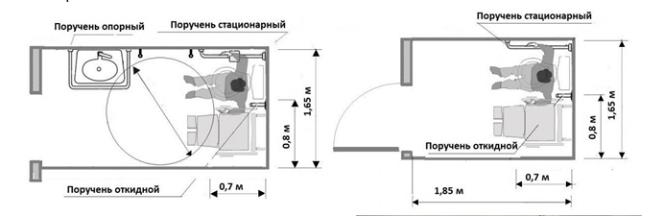 Поручень опорный
Поручень стационарный
1,65 м
0,8 м
0,7 м
Поручень откидной
Поручень стационарный
Поручень откидной
1,65 м
0,8 м
0,7 м
1,85 м